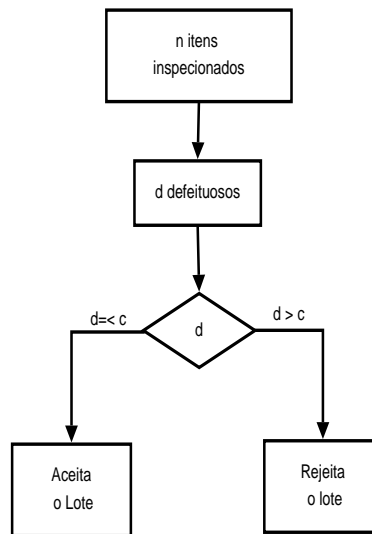 n itens
inspecionados
d defeituosos
d=< c
d
d > c
Aceita
o Lote
Rejeita
o lote